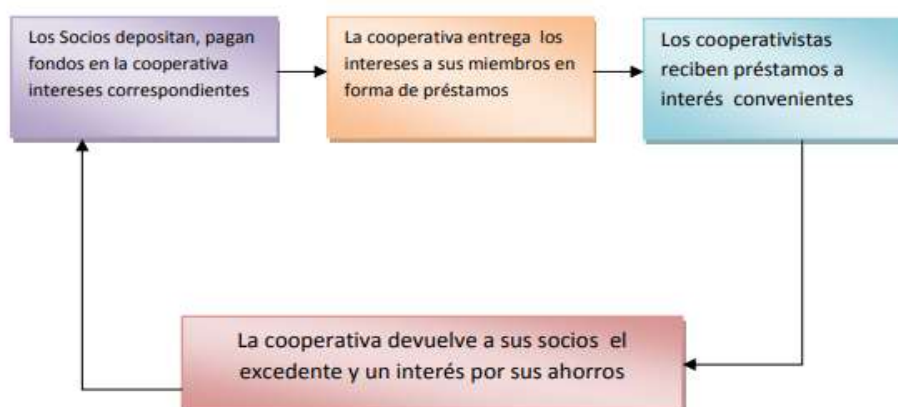 Los Socios depositan, pagan
fondos en la cooperativa
intereses correspondientes
La cooperativa entrega los
intereses a sus miembros en
forma de préstamos
Los cooperativistas
reciben préstamos a
interés convenientes
La cooperativa devuelve a sus socios el
excedente y un interés por sus ahorros